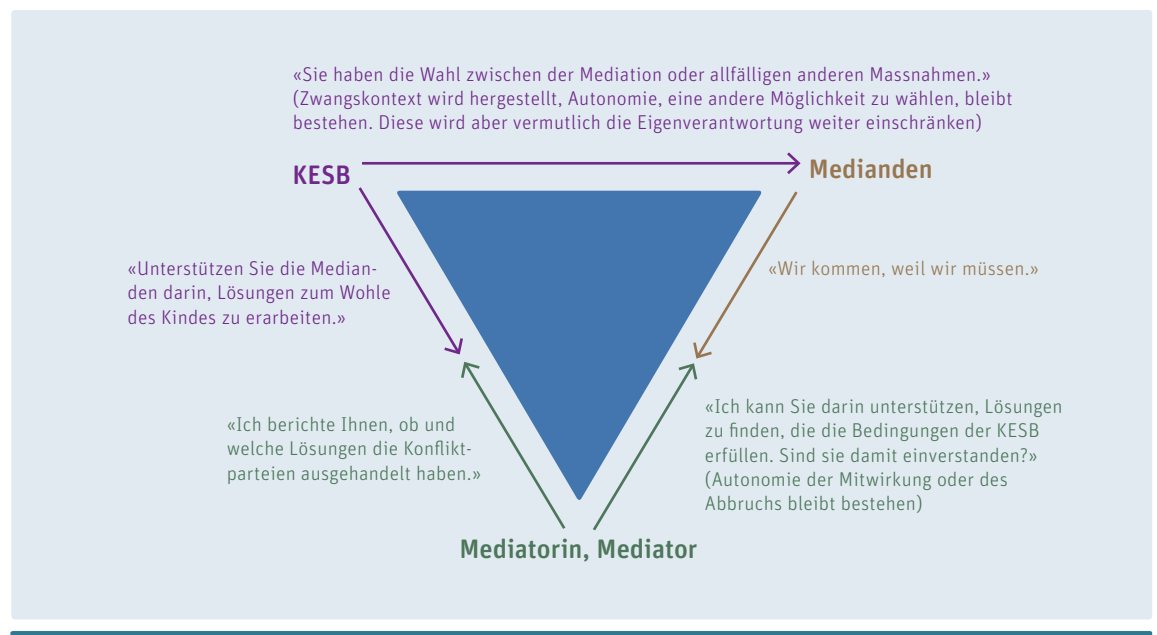 «Sie haben die Wahl zwischen der Mediation oder allfälligen anderen Massnahmen.»
(Zwangskontext wird hergestellt, Autonomie, eine andere Möglichkeit zu wählen, bleibt
bestehen. Diese wird aber vermutlich die Eigenverantwortung weiter einschränken)
KESB
Medianden
«Unterstützen Sie die Median-
den darin, Lösungen zum Wohle
des Kindes zu erarbeiten.»
«Wir kommen, weil wir müssen.»
«Ich berichte Ihnen, ob und
welche Lösungen die Konflikt-
parteien ausgehandelt haben.»
«Ich kann Sie darin unterstützen, Lösungen
zu finden, die die Bedingungen der KESB
erfüllen. Sind sie damit einverstanden?»
(Autonomie der Mitwirkung oder des
Abbruchs bleibt bestehen)
Mediatorin, Mediator